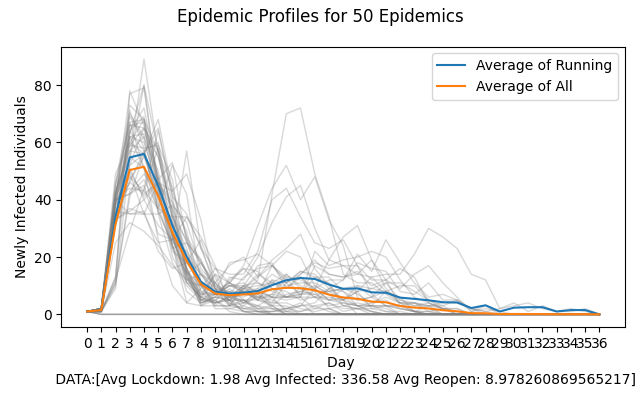 Epidemic Profiles for 50 Epidemics
Average of Running
Average of All
Newly Infected Individuals
80
60
40
20
0
0 1 2 3 4 5 6 7 8 9 10 11 12 13 14 15 16 17 18 19 20 21 22 23 24 25 26 27 28 29 30 31 32 33 34 35 36
Day
DATA:[Avg Lockdown: 1.98 Avg Infected: 336.58 Avg Reopen: 8.978260869565217]